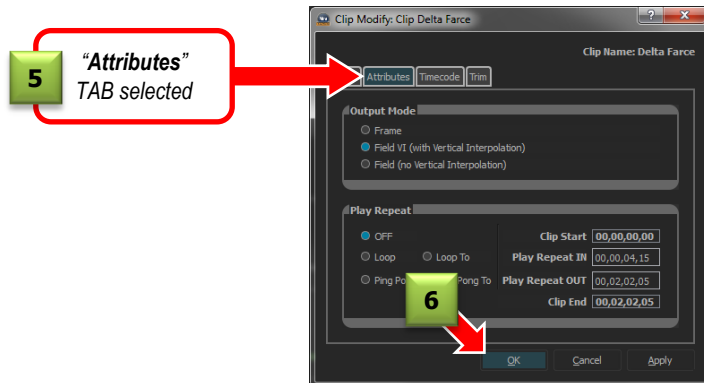 Clip Modify: Clip Delta Farce
Clip Name: Delta Farce
5
“Attributes”
TAB selected
Attributes Timecode Trim
Output Mode
Frame
Field VI (with Vertical Interpolation)
Field (no Vertical Interpolation)
Play Repeat
OFF
Clip Start 00,00,00,00
Loop Loop To
Play Repeat IN 00,00,04,15
Ping Pong To
Play Repeat OUT 00,02,02,05
6
Clip End 00,02,02,05
OK Cancel Apply